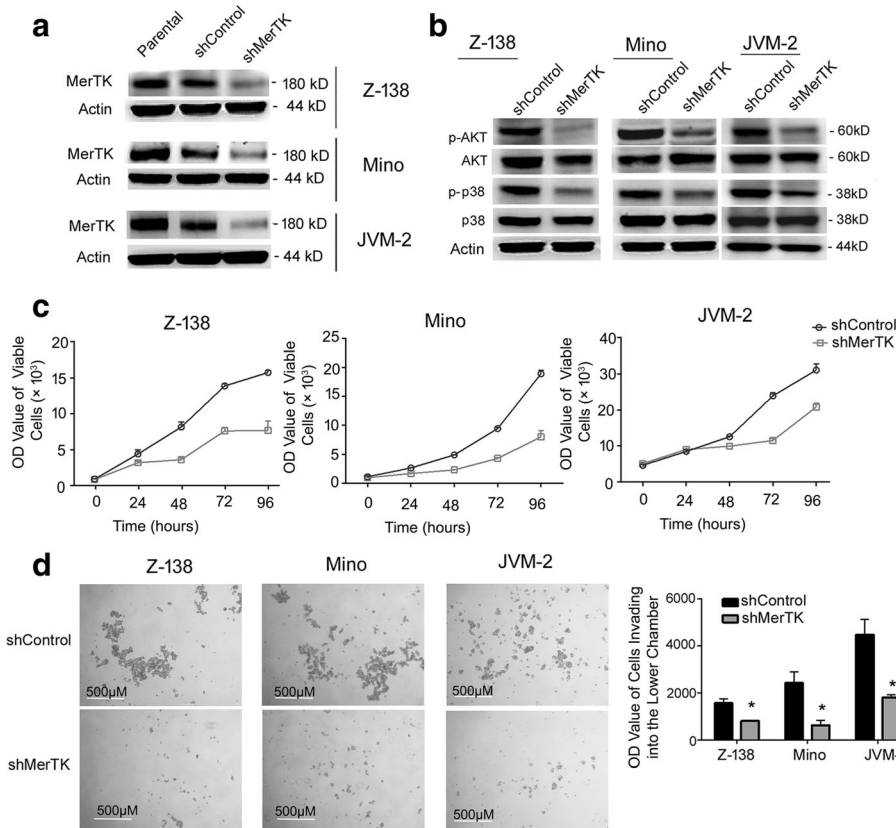 a
Parental
shControl
shMerTK
MerTK
- 180 kD
Actin
- 44 kD
Z-138
MerTK
- 180 kD
Actin
- 44 kD
Mino
MerTK
- 180 kD
Actin
- 44 kD
JVM-2
b
Z-138
Mino
JVM-2
shControl
shMerTK
shControl
shMerTK
shControl
shMerTK
p-AKT
- 60kD
AKT
- 60kD
p-p38
- 38kD
p38
- 38kD
Actin
- 44kD
c
Z-138
OD Value of Viable
Cells (× 10³)
20
15
10
5
0
0 24 48 72 96
Time (hours)
Mino
OD Value of Viable
Cells (× 10³)
25
20
15
10
5
0
0 24 48 72 96
Time (hours)
JVM-2
OD Value of Viable
Cells (× 10³)
40
30
20
10
0
0 24 48 72 96
Time (hours)
shControl
shMerTK
d
Z-138
Mino
JVM-2
shControl
500µM
500µM
500µM
shMerTK
500µM
500µM
500µM
OD Value of Cells Invading
into the Lower Chamber
6000
4000
2000
0
shControl
shMerTK
*
*
*
Z-138
Mino
JVM-